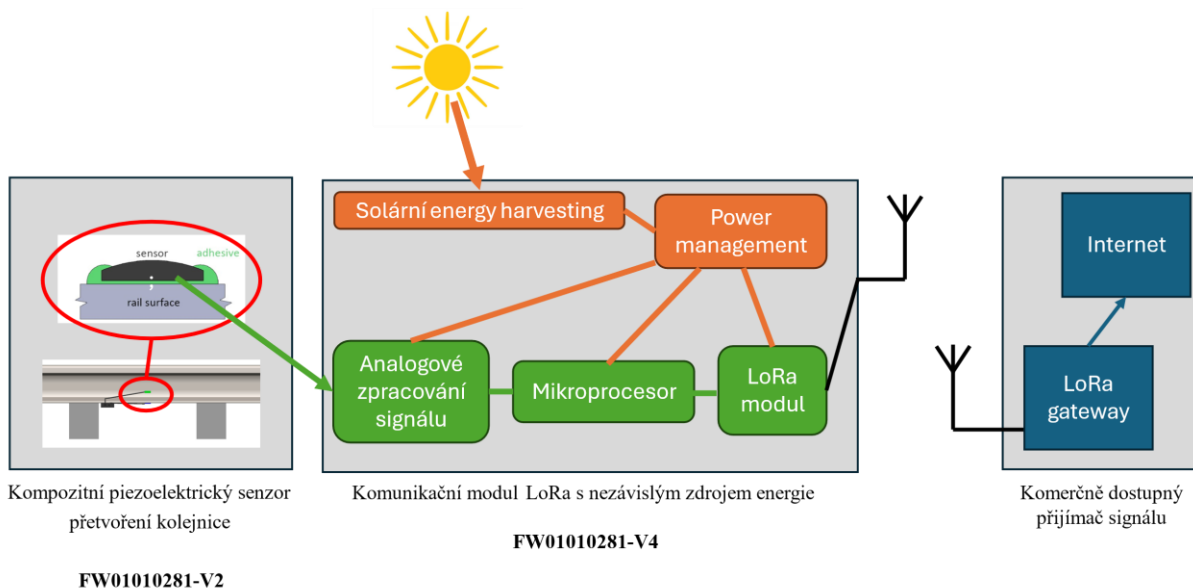 sensor
adhesive
rail surface
Kompozitní piezoelektrický senzor
přetvoření kolejnice
FW01010281-V2
Solární energy harvesting
Power
management
Analogové
zpracování
signálu
Mikroprocesor
LoRa
modul
Komunikační modul LoRa s nezávislým zdrojem energie
FW01010281-V4
Internet
LoRa
gateway
Komerčně dostupný
přijímač signálu